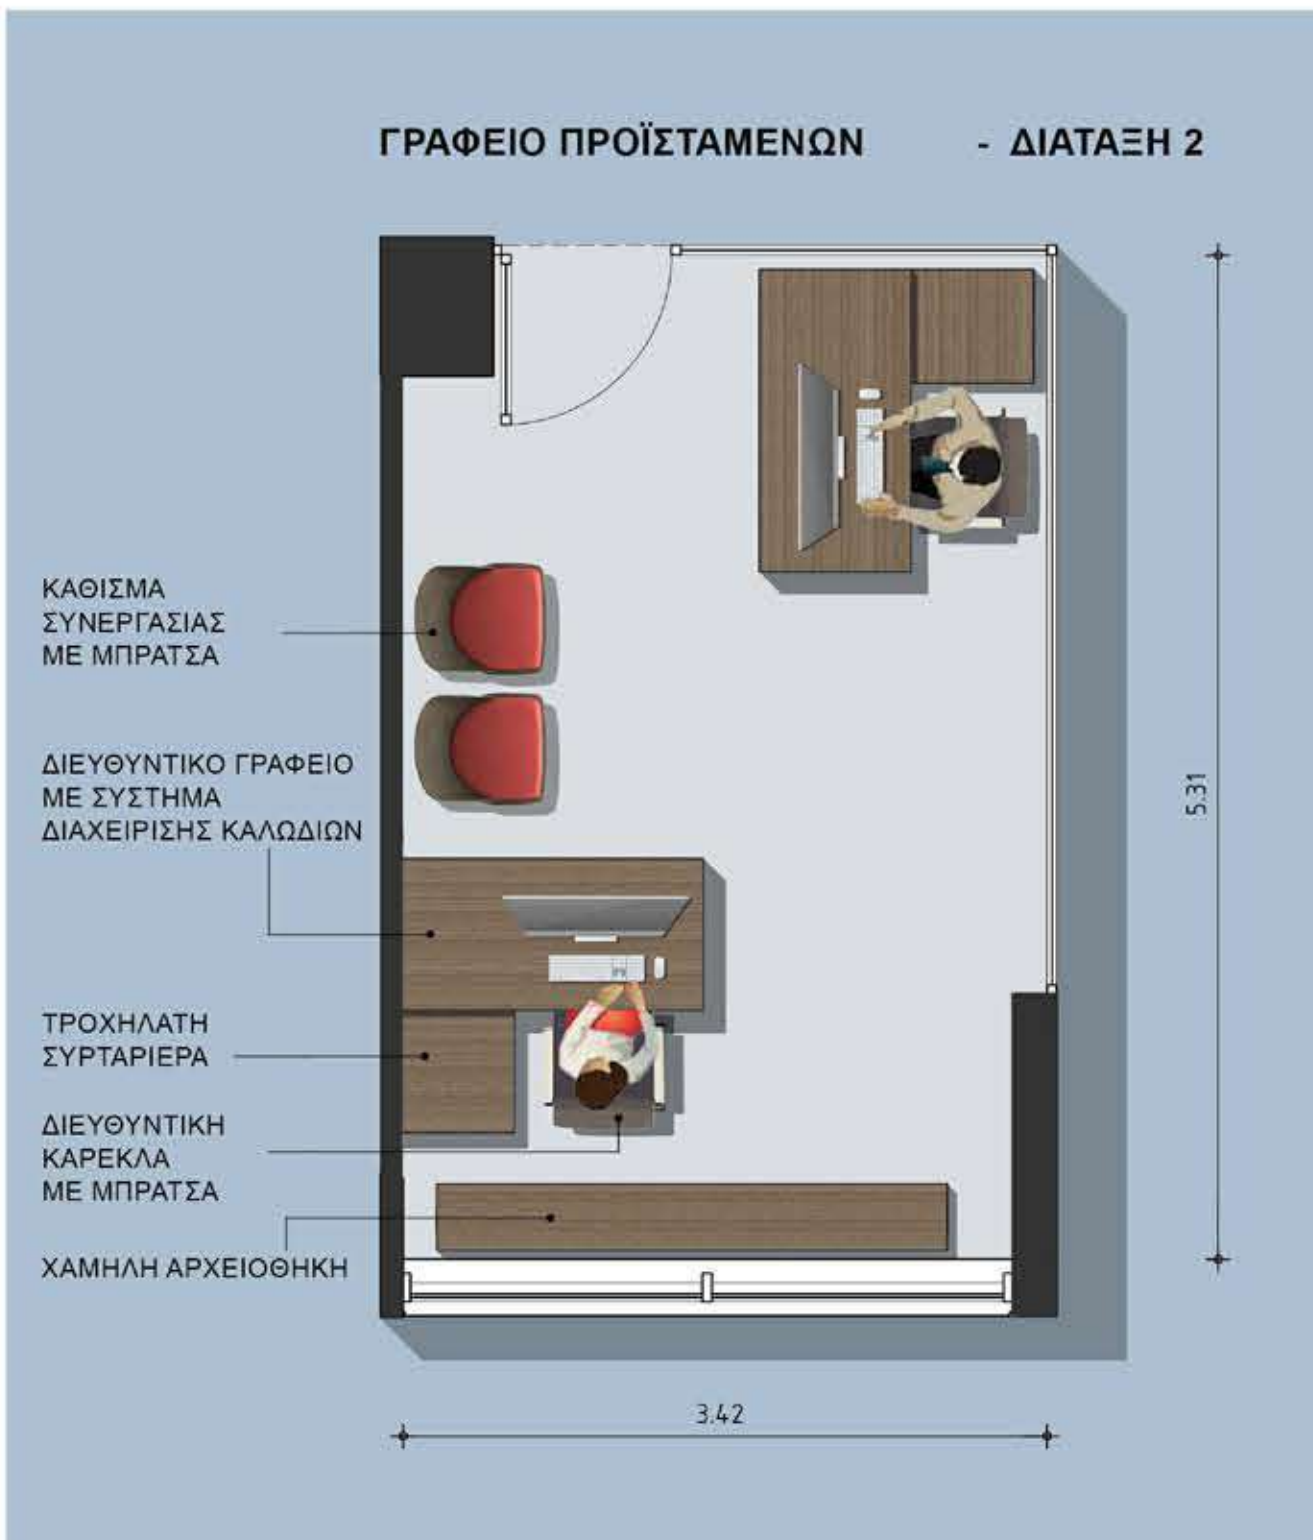 ΓΡΑΦΕΙΟ ΠΡΟΪΣΤΑΜΕΝΩΝ - ΔΙΑΤΑΞΗ 2
ΚΑΘΙΣΜΑ
ΣΥΝΕΡΓΑΣΙΑΣ
ΜΕ ΜΠΡΑΤΣΑ
ΔΙΕΥΘΥΝΤΙΚΟ ΓΡΑΦΕΙΟ
ΜΕ ΣΥΣΤΗΜΑ
ΔΙΑΧΕΙΡΙΣΗΣ ΚΑΛΩΔΙΩΝ
ΤΡΟΧΗΛΑΤΗ
ΣΥΡΤΑΡΙΕΡΑ
ΔΙΕΥΘΥΝΤΙΚΗ
ΚΑΡΕΚΛΑ
ΜΕ ΜΠΡΑΤΣΑ
ΧΑΜΗΛΗ ΑΡΧΕΙΟΘΗΚΗ
5.31
3.42